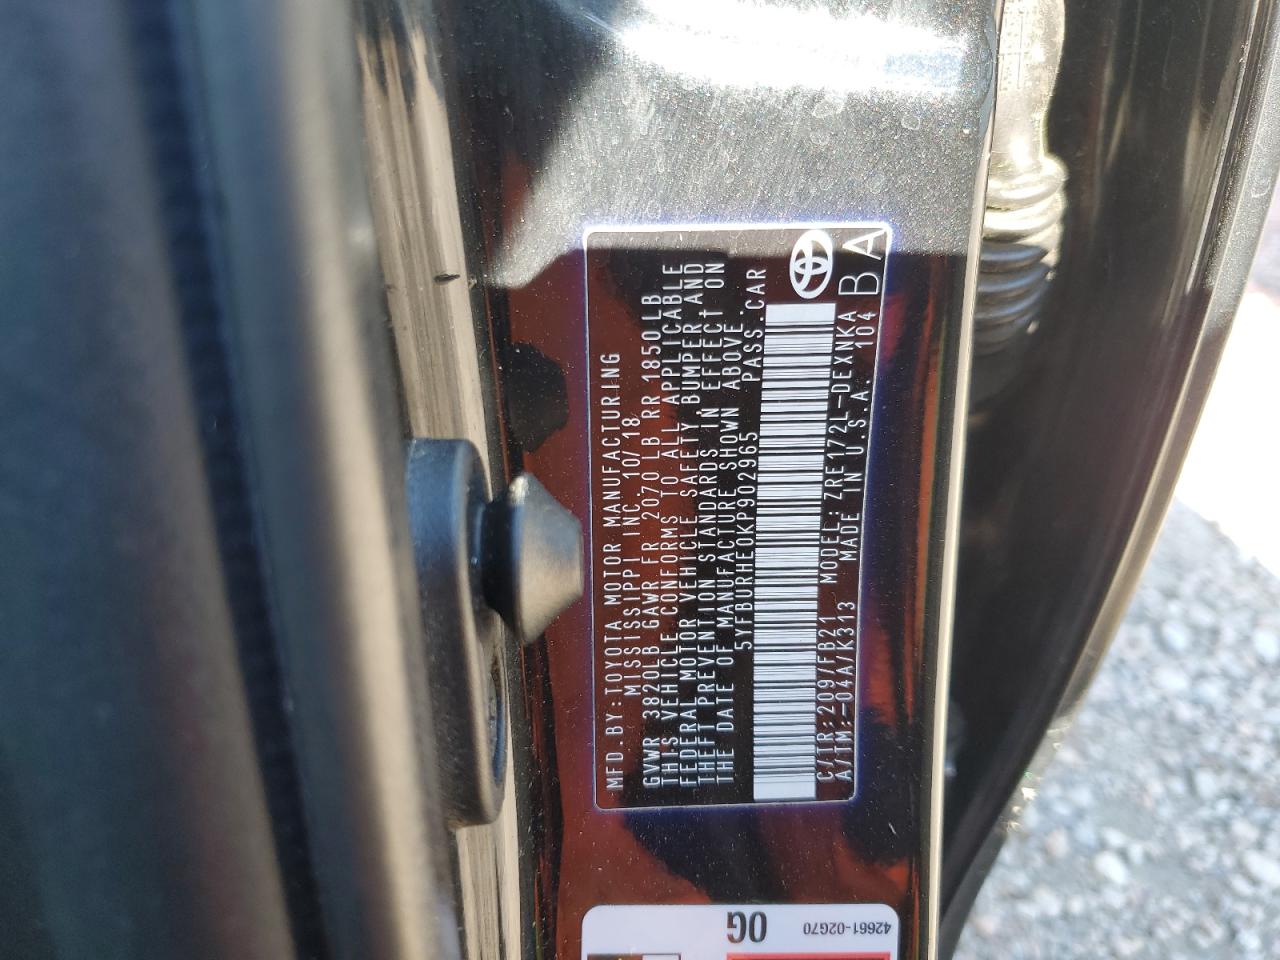 MFD.BY:TOYOTA MOTOR MANUFACTURING
MISSISSIPPI INC. 10/18
GVWR 3820LB GAWR FR 2070 LB RR 1850 LB
THIS VEHICLE CONFORMS TO ALL APPLICABLE
FEDERAL MOTOR VEHICLE SAFETY, BUMPER AND
THEFT PREVENTION STANDARDS IN EFFECT ON
THE DATE OF MANUFACTURE SHOWN ABOVE.
5YFBURHE0KP902965 PASS.CAR
C/TR:209/FB21 MODEL:ZRE172L-DEXNKA
A/TM:-04A/K313 MADE IN U.S.A. 104
B A
0G
42661-02G70